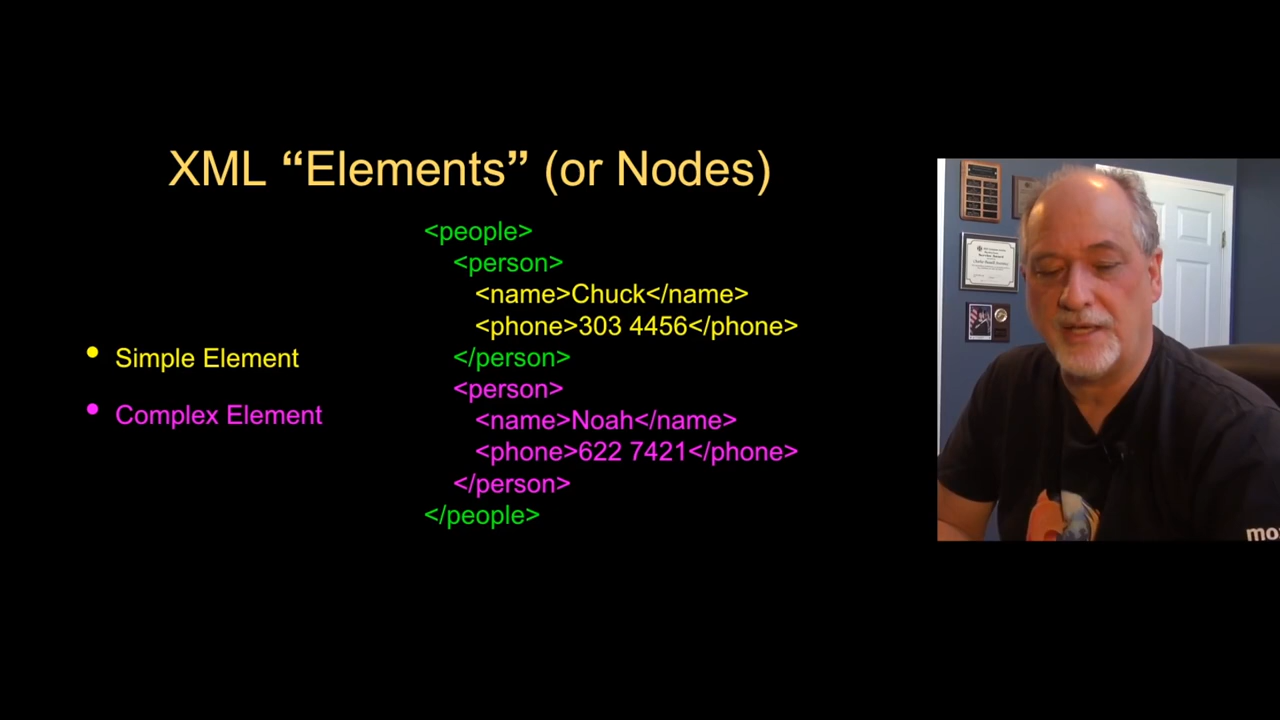 XML “Elements” (or Nodes)
<people>
<person>
<name>Chuck</name>
<phone>303 4456</phone>
</person>
<person>
<name>Noah</name>
<phone>622 7421</phone>
</person>
</people>
Simple Element
Complex Element